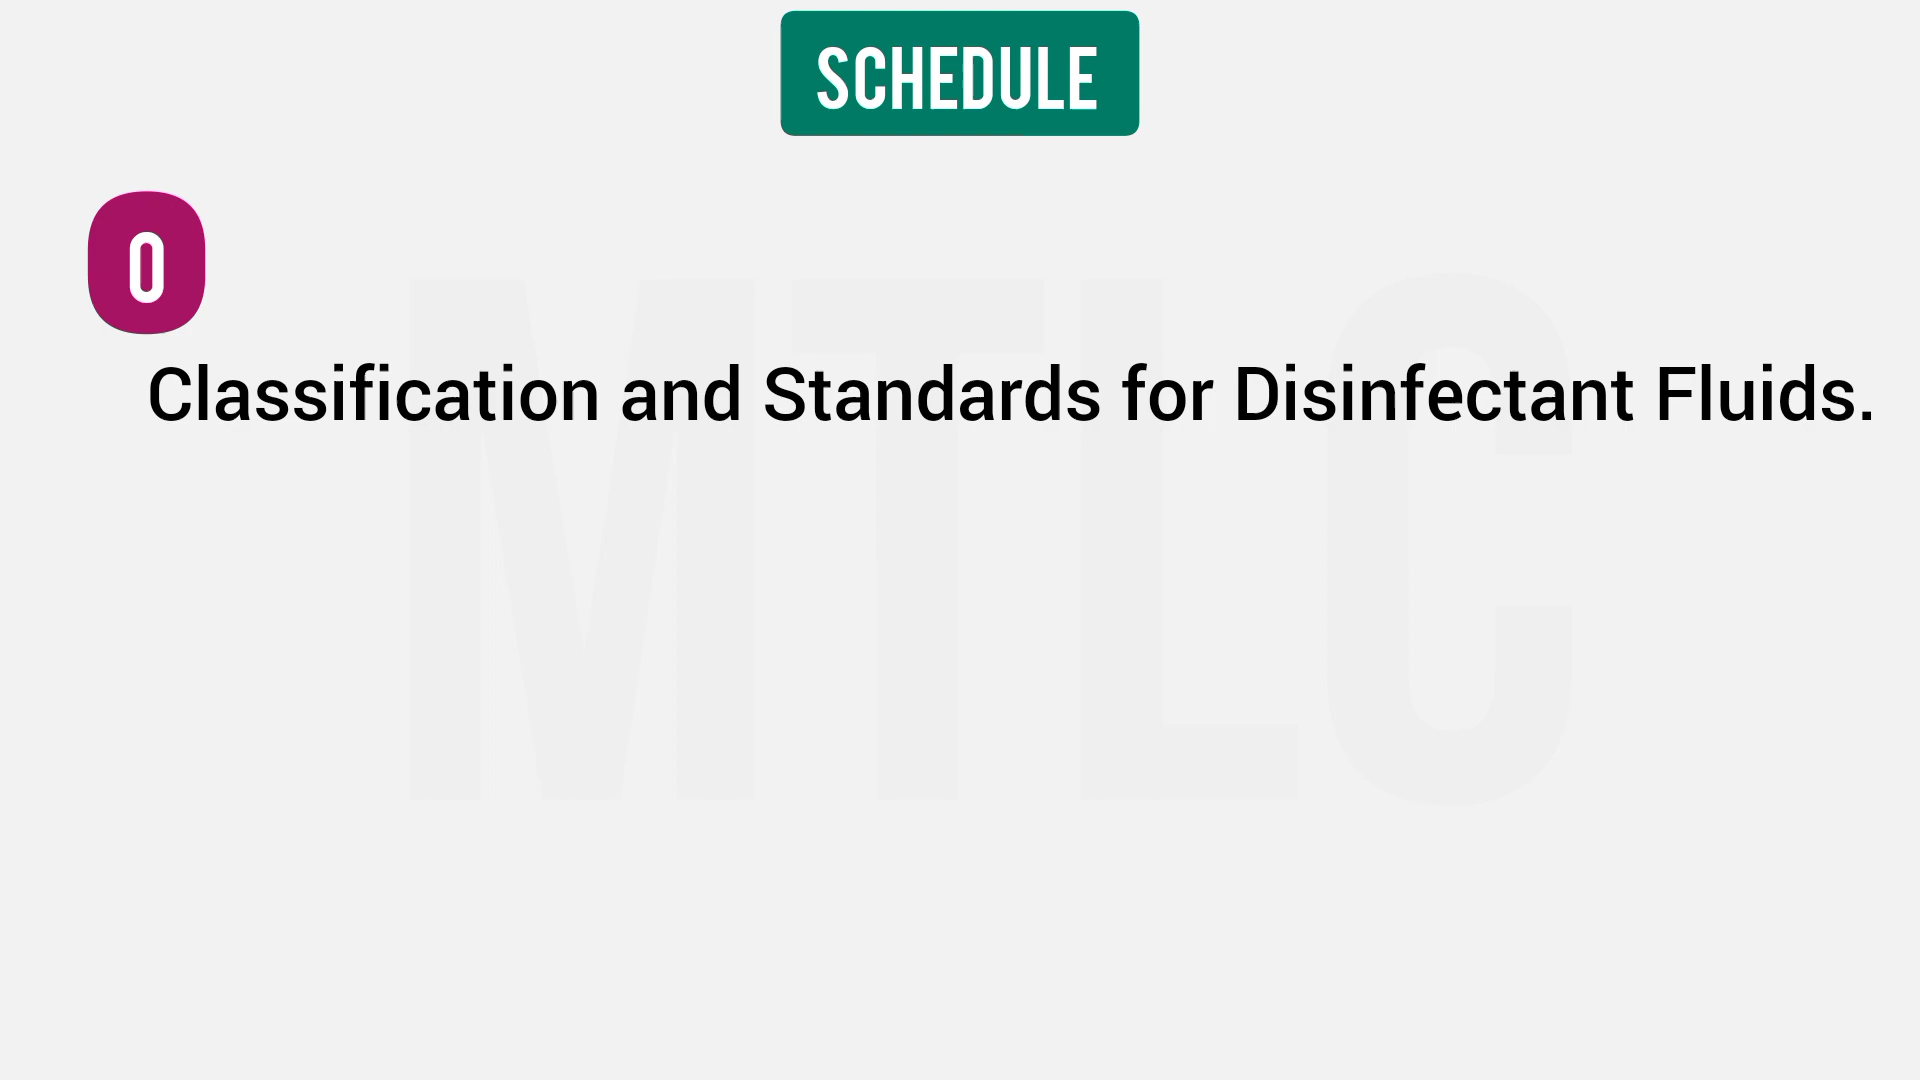 SCHEDULE
O
MTLC
Classification and Standards for Disinfectant Fluids.